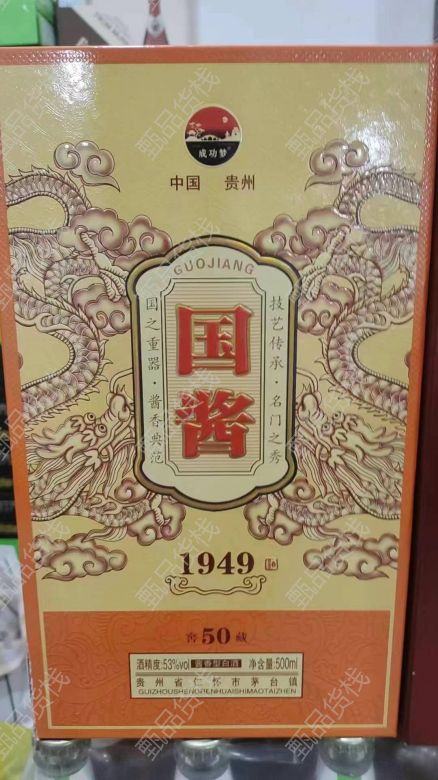 成功梦
中国 贵州
GUOJIANG
国酱
国之重器·酱香典范
技艺传承·名门之秀
1949
窖50藏
酒精度:53%vol 酱香型白酒 净含量:500ml
贵州省仁怀市茅台镇
GUIZHOUSHENGRENHUAISHIMAOTAIZHEN
甄品货栈